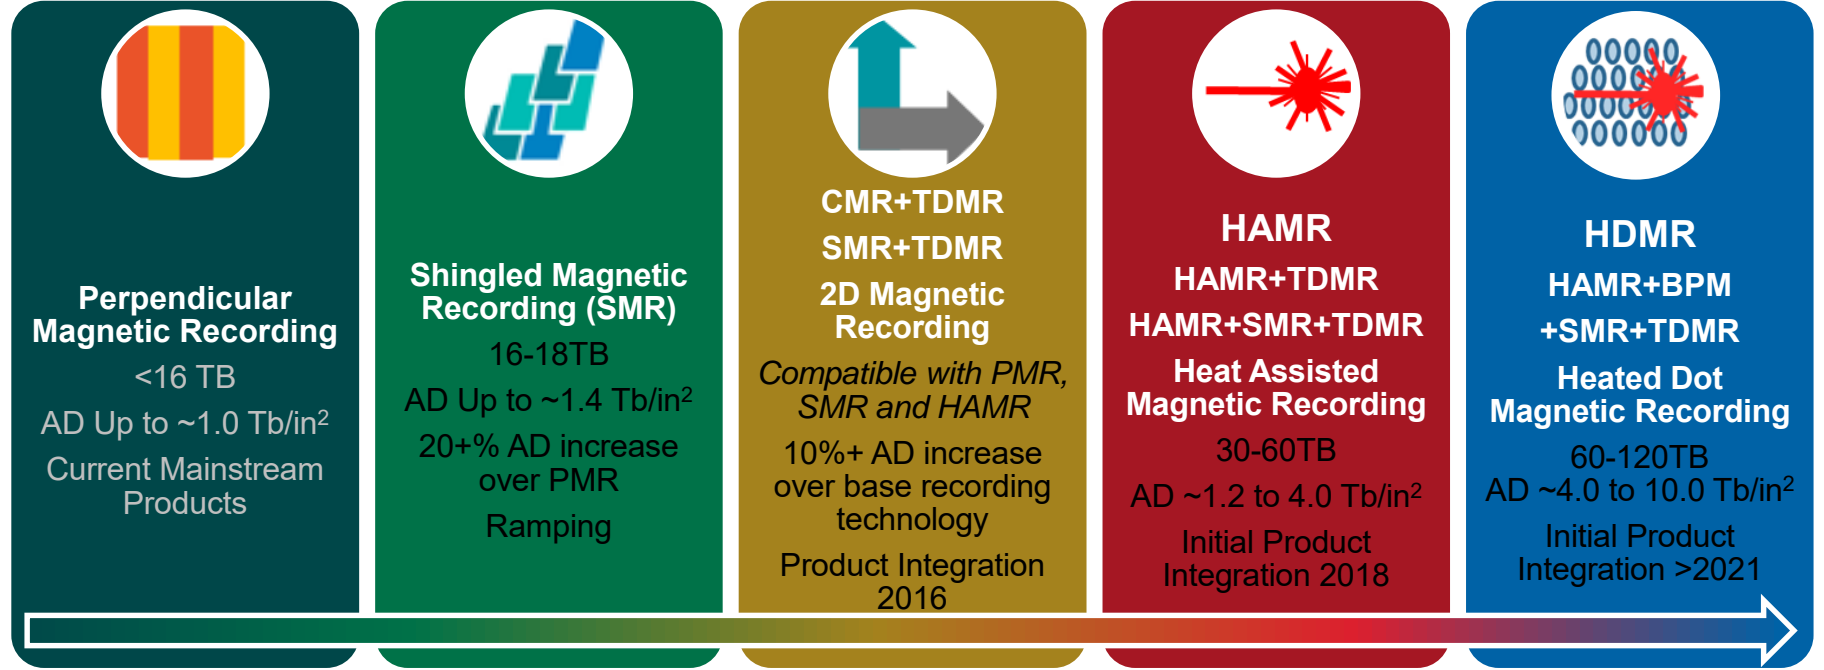 Perpendicular
Magnetic Recording
<16 TB
AD Up to ~1.0 Tb/in²
Current Mainstream
Products
Shingled Magnetic
Recording (SMR)
16-18TB
AD Up to ~1.4 Tb/in²
20+% AD increase
over PMR
Ramping
CMR+TDMR
SMR+TDMR
2D Magnetic
Recording
Compatible with PMR,
SMR and HAMR
10%+ AD increase
over base recording
technology
Product Integration
2016
HAMR
HAMR+TDMR
HAMR+SMR+TDMR
Heat Assisted
Magnetic Recording
30-60TB
AD ~1.2 to 4.0 Tb/in²
Initial Product
Integration 2018
HDMR
HAMR+BPM
+SMR+TDMR
Heated Dot
Magnetic Recording
60-120TB
AD ~4.0 to 10.0 Tb/in²
Initial Product
Integration >2021